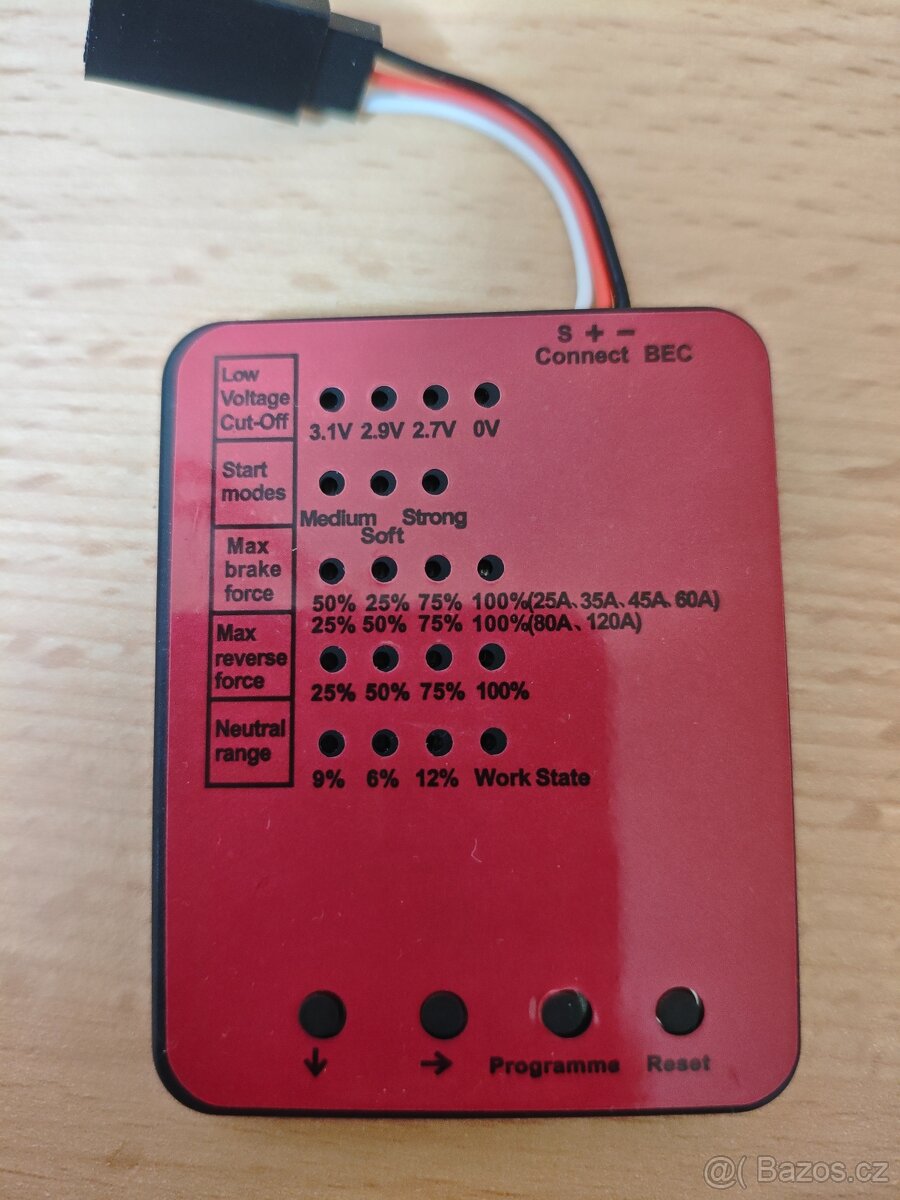 S + −
Connect BEC
Low
Voltage
Cut-Off
3.1V 2.9V 2.7V 0V
Start
modes
Medium Soft Strong
Max
brake
force
50% 25% 75% 100%(25A、35A、45A、60A)
25% 50% 75% 100%(80A、120A)
Max
reverse
force
25% 50% 75% 100%
Neutral
range
9% 6% 12% Work State
↓ → Programme Reset
@( Bazos.cz